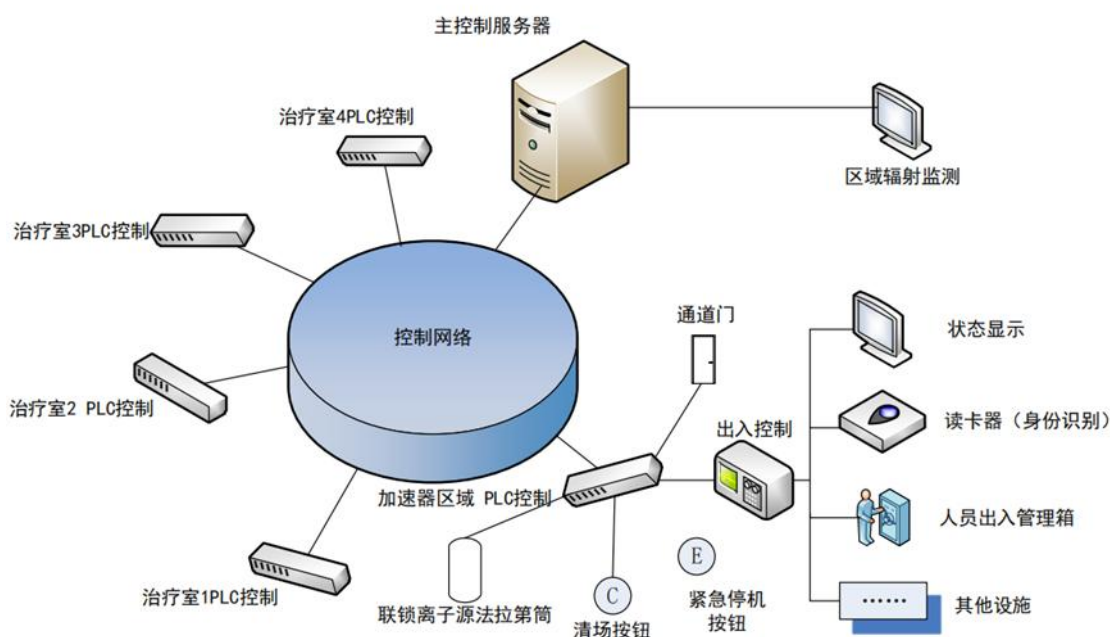 主控制服务器
治疗室4PLC控制
区域辐射监测
治疗室3PLC控制
通道门
状态显示
控制网络
治疗室2 PLC控制
出入控制
读卡器（身份识别）
加速器区域 PLC控制
人员出入管理箱
E
治疗室1PLC控制
C
联锁离子源法拉第筒
清场按钮
紧急停机
按钮
……
其他设施